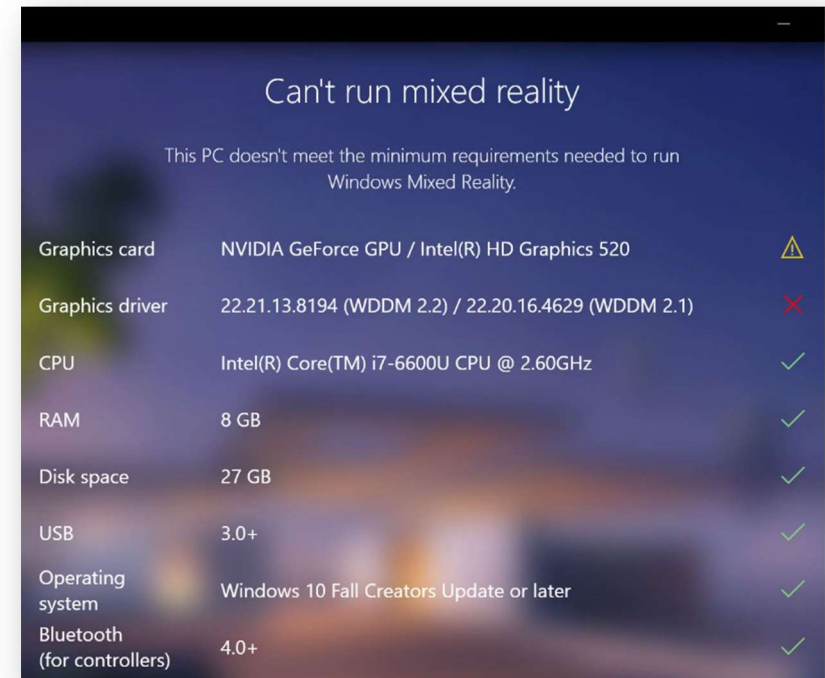 Can't run mixed reality
This PC doesn't meet the minimum requirements needed to run
Windows Mixed Reality.
Graphics card NVIDIA GeForce GPU / Intel(R) HD Graphics 520
Graphics driver 22.21.13.8194 (WDDM 2.2) / 22.20.16.4629 (WDDM 2.1)
CPU Intel(R) Core(TM) i7-6600U CPU @ 2.60GHz
RAM 8 GB
Disk space 27 GB
USB 3.0+
Operating
system Windows 10 Fall Creators Update or later
Bluetooth
(for controllers) 4.0+